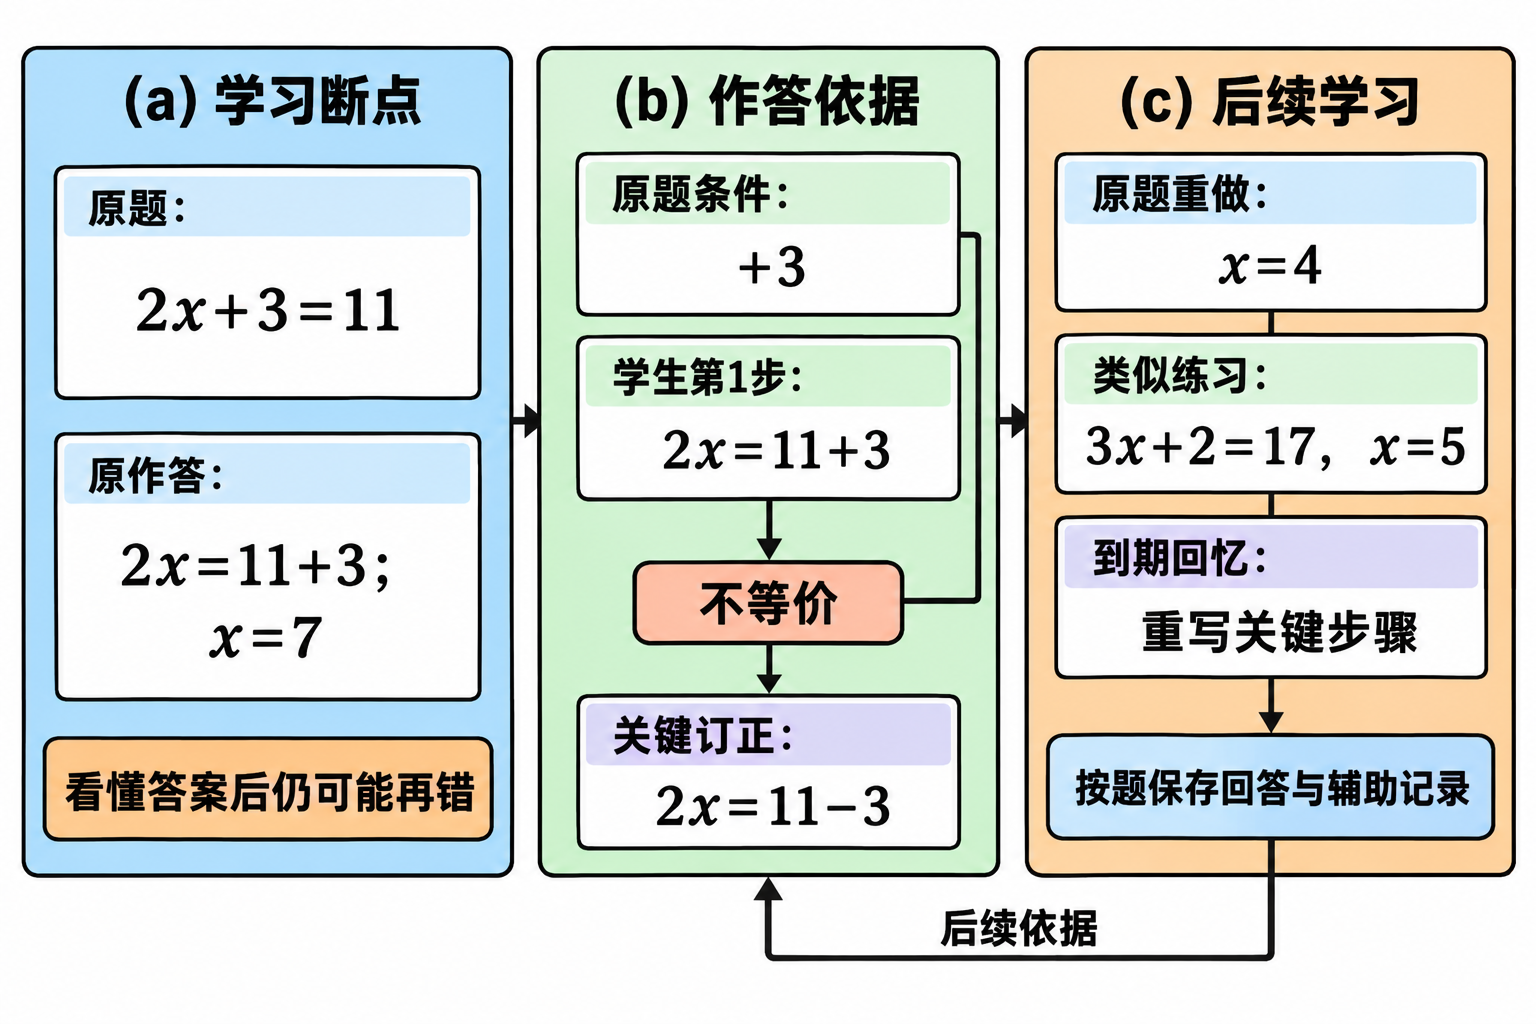 (a) 学习断点
原题：
2x+3=11
原作答：
2x=11+3;
x=7
看懂答案后仍可能再错
(b) 作答依据
原题条件：
+3
学生第1步：
2x=11+3
不等价
关键订正：
2x=11−3
(c) 后续学习
原题重做：
x=4
类似练习：
3x+2=17, x=5
到期回忆：
重写关键步骤
按题保存回答与辅助记录
后续依据